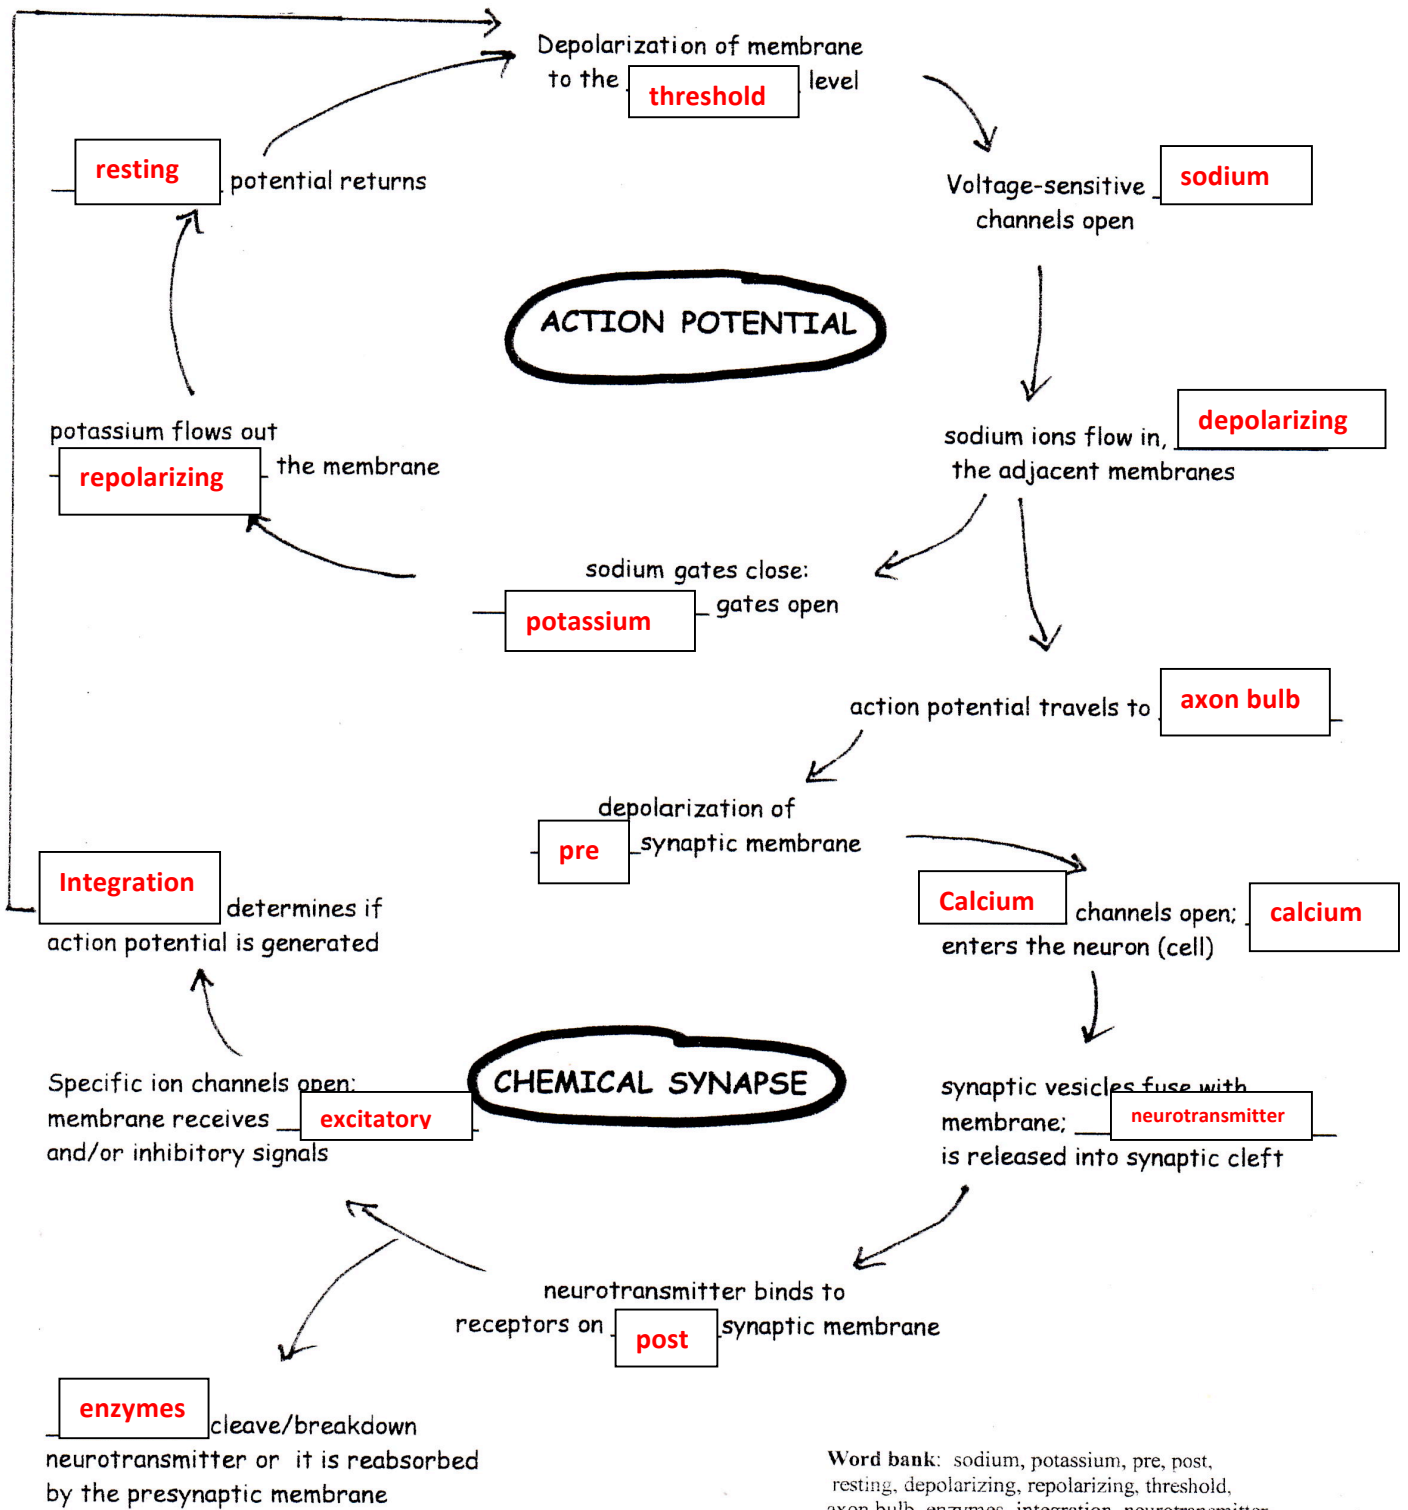 Depolarization of membrane
to the threshold level
resting potential returns
Voltage-sensitive sodium
channels open
ACTION POTENTIAL
potassium flows out
repolarizing the membrane
sodium ions flow in, depolarizing
the adjacent membranes
sodium gates close:
potassium gates open
action potential travels to axon bulb
depolarization of
pre synaptic membrane
Integration determines if
action potential is generated
Calcium channels open; calcium
enters the neuron (cell)
CHEMICAL SYNAPSE
Specific ion channels open:
membrane receives excitatory
and/or inhibitory signals
synaptic vesicles fuse with
membrane; neurotransmitter
is released into synaptic cleft
neurotransmitter binds to
receptors on post synaptic membrane
enzymes cleave/breakdown
neurotransmitter or it is reabsorbed
by the presynaptic membrane
Word bank: sodium, potassium, pre, post,
resting, depolarizing, repolarizing, threshold,
axon bulb, enzymes, integration, neurotransmitter